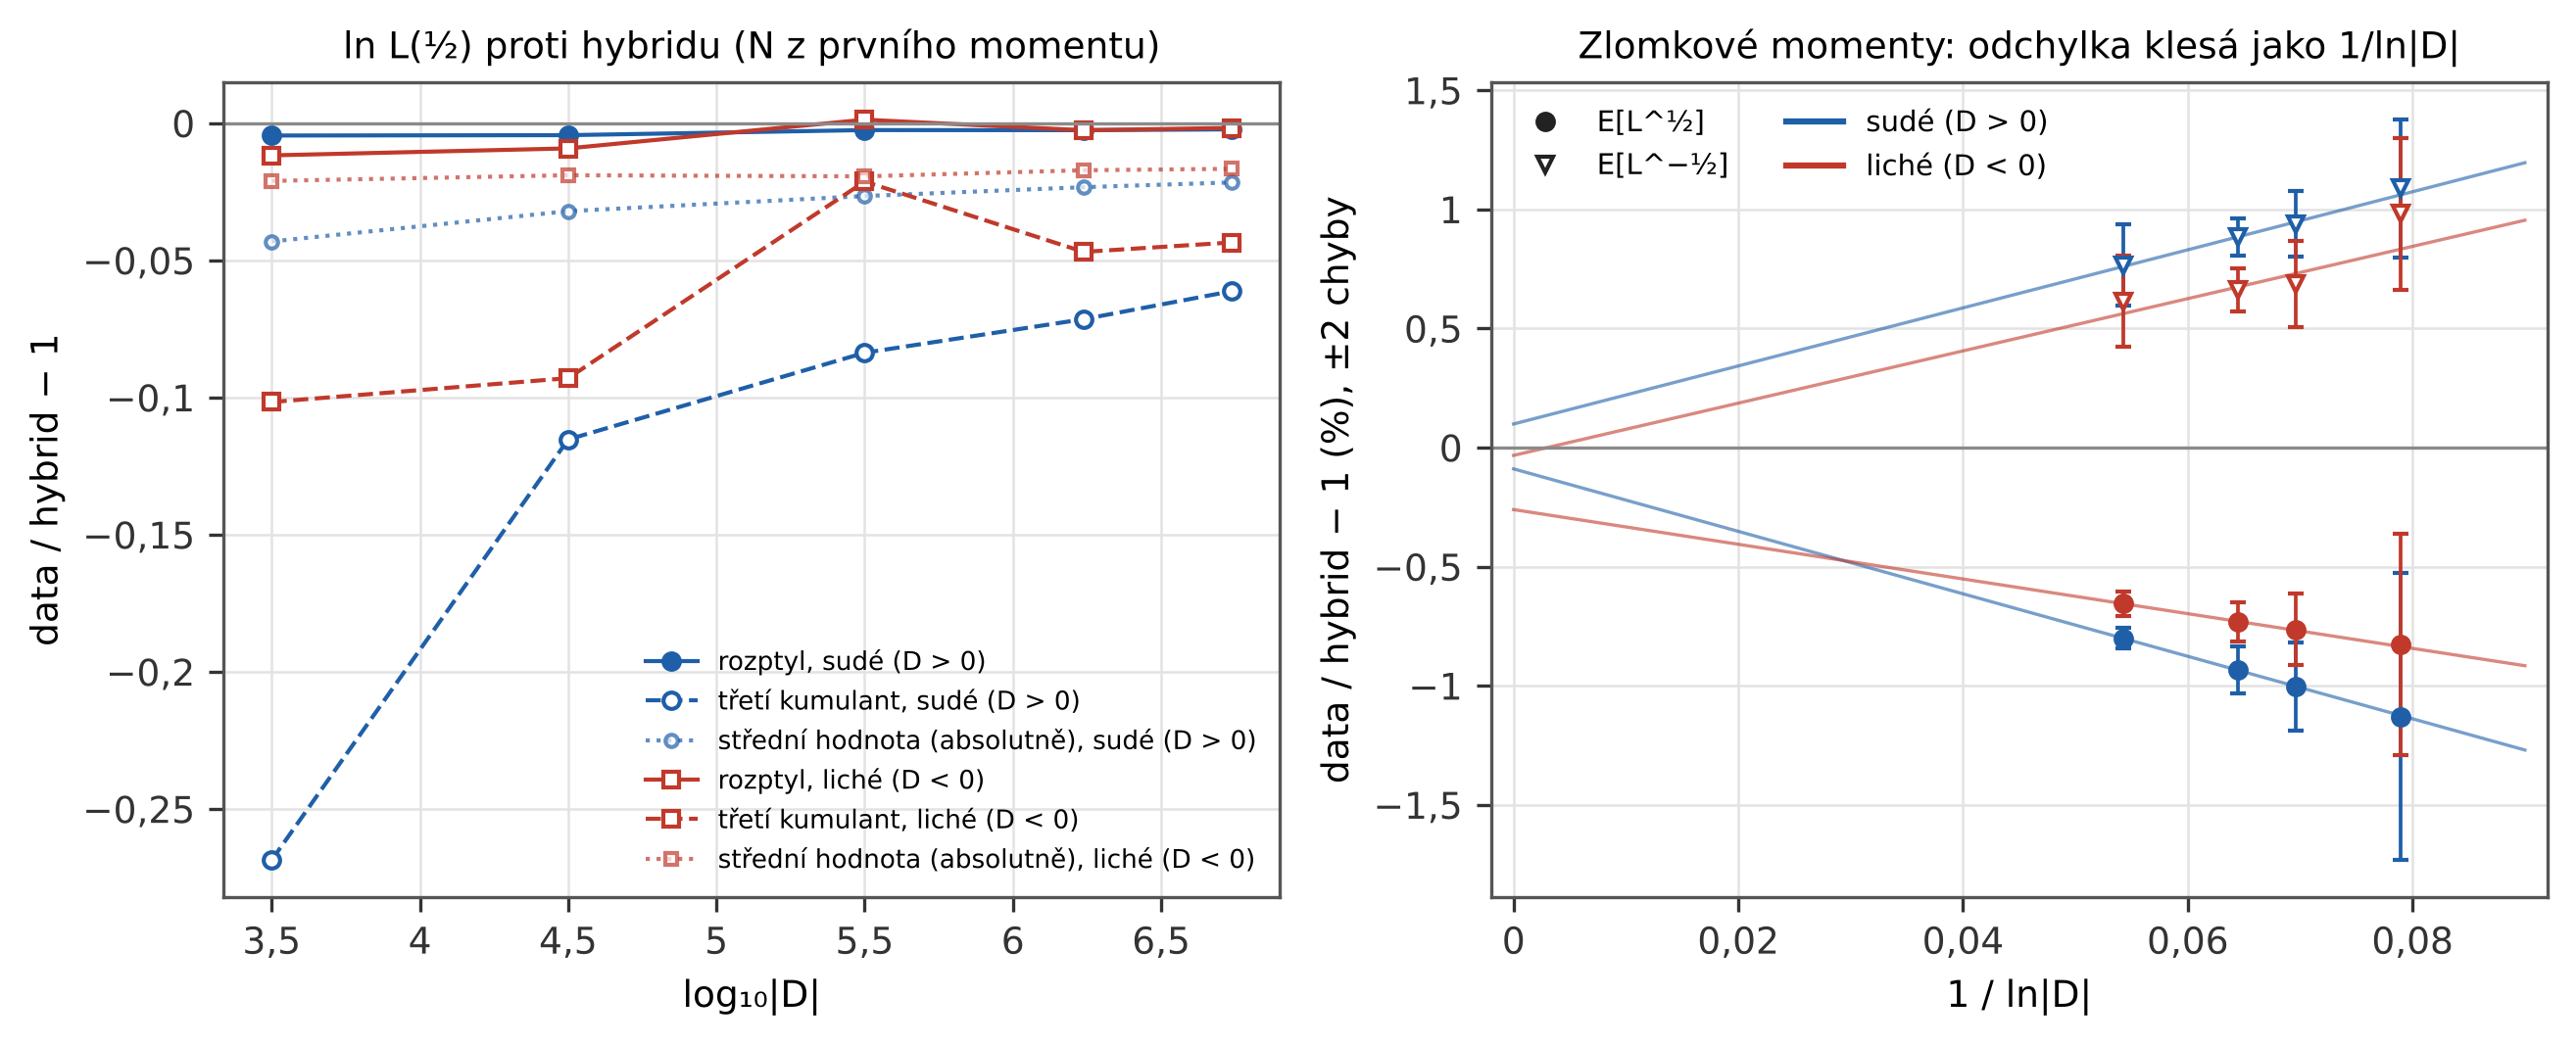 ln L(½) proti hybridu (N z prvního momentu)
data / hybrid − 1
0
−0,05
−0,1
−0,15
−0,2
−0,25
rozptyl, sudé (D > 0)
třetí kumulant, sudé (D > 0)
střední hodnota (absolutně), sudé (D > 0)
rozptyl, liché (D < 0)
třetí kumulant, liché (D < 0)
střední hodnota (absolutně), liché (D < 0)
3,5
4
4,5
5
5,5
6
6,5
log₁₀|D|
Zlomkové momenty: odchylka klesá jako 1/ln|D|
data / hybrid − 1 (%), ±2 chyby
1,5
1
0,5
0
−0,5
−1
−1,5
E[L^½]
E[L^−½]
sudé (D > 0)
liché (D < 0)
0
0,02
0,04
0,06
0,08
1 / ln|D|